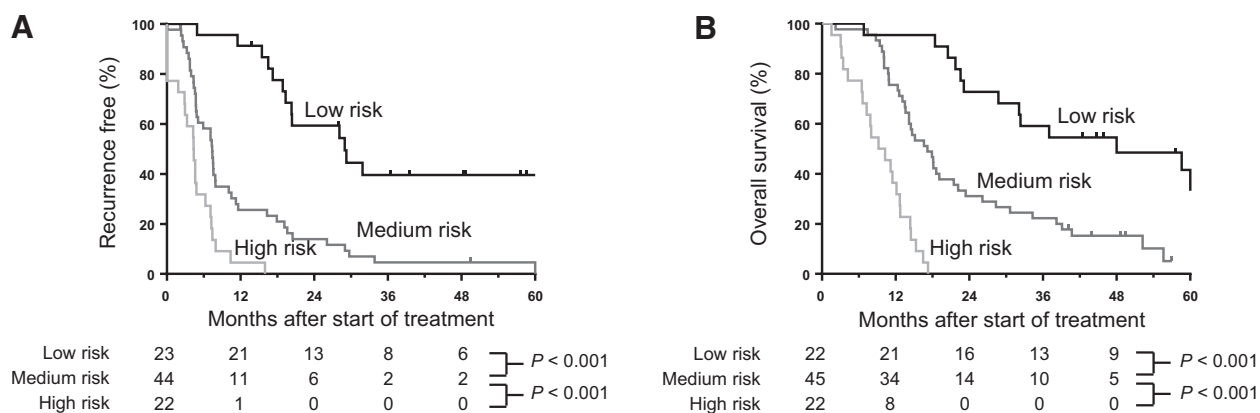 A
Recurrence free (%)
100
80
60
40
20
0
Low risk
Medium risk
High risk
0 12 24 36 48 60
Months after start of treatment
Low risk 23 21 13 8 6
Medium risk 44 11 6 2 2
High risk 22 1 0 0 0
P < 0.001
P < 0.001
B
Overall survival (%)
100
80
60
40
20
0
Low risk
Medium risk
High risk
0 12 24 36 48 60
Months after start of treatment
Low risk 22 21 16 13 9
Medium risk 45 34 14 10 5
High risk 22 8 0 0 0
P < 0.001
P < 0.001